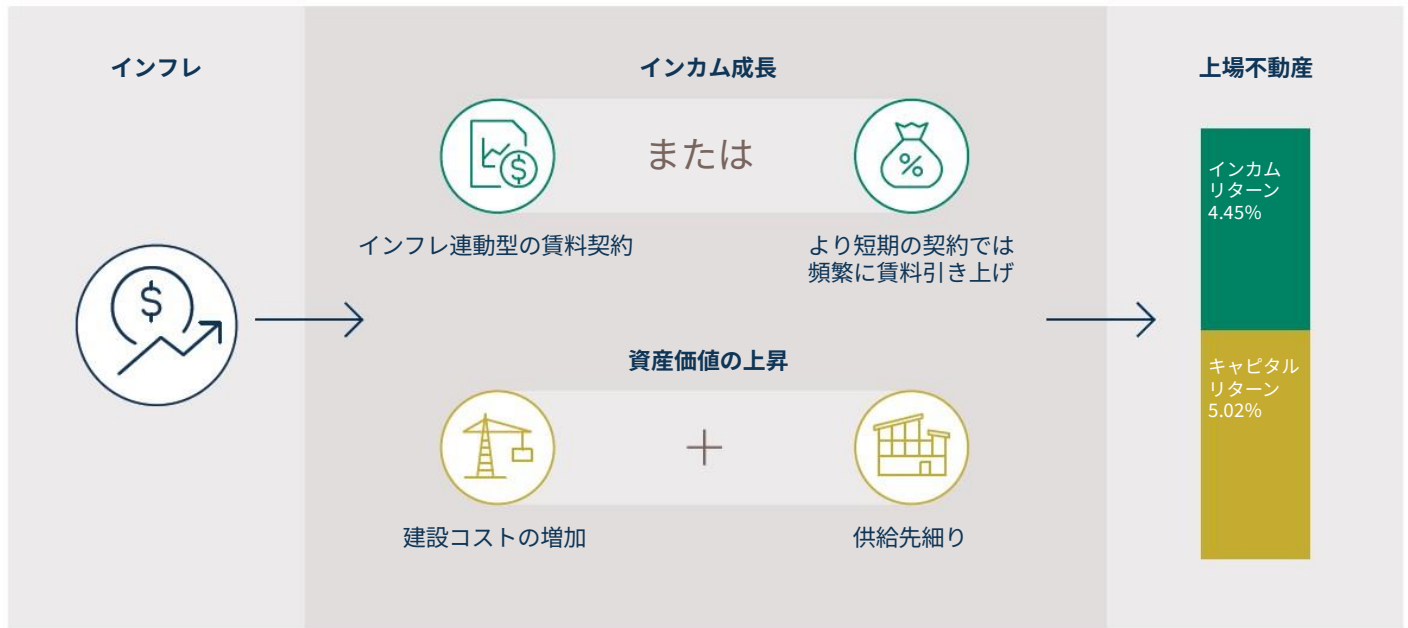 インフレ
インカム成長
または
インフレ連動型の賃料契約
より短期の契約では
頻繁に賃料引き上げ
資産価値の上昇
+
建設コストの増加
供給先細り
上場不動産
インカム
リターン
4.45%
キャピタル
リターン
5.02%